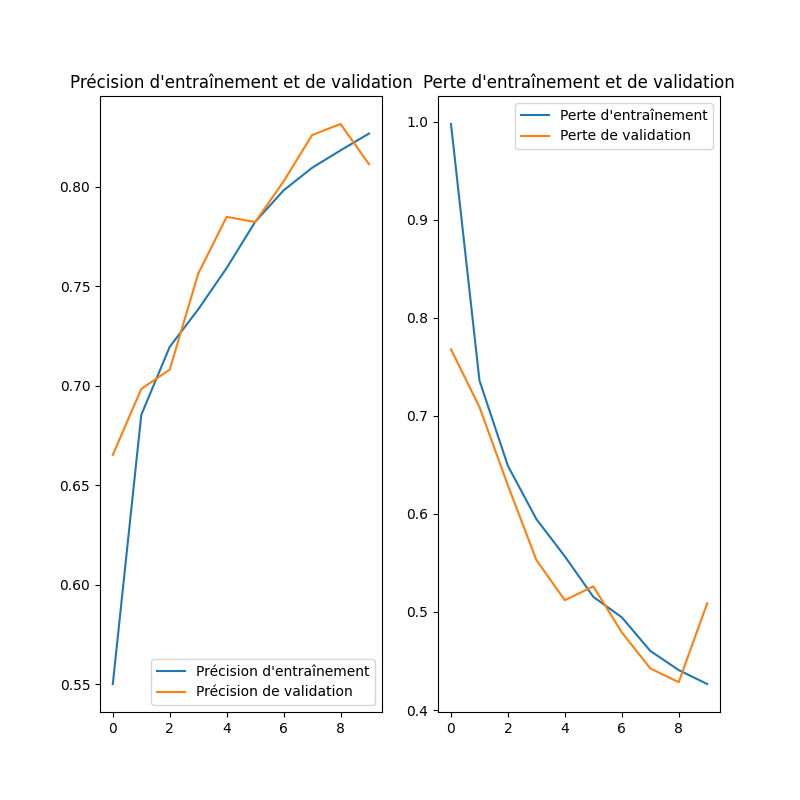 Précision d'entraînement et de validation
0.80
0.75
0.70
0.65
0.60
0.55
Précision d'entraînement
Précision de validation
0 2 4 6 8
Perte d'entraînement et de validation
Perte d'entraînement
Perte de validation
1.0
0.9
0.8
0.7
0.6
0.5
0.4
0 2 4 6 8